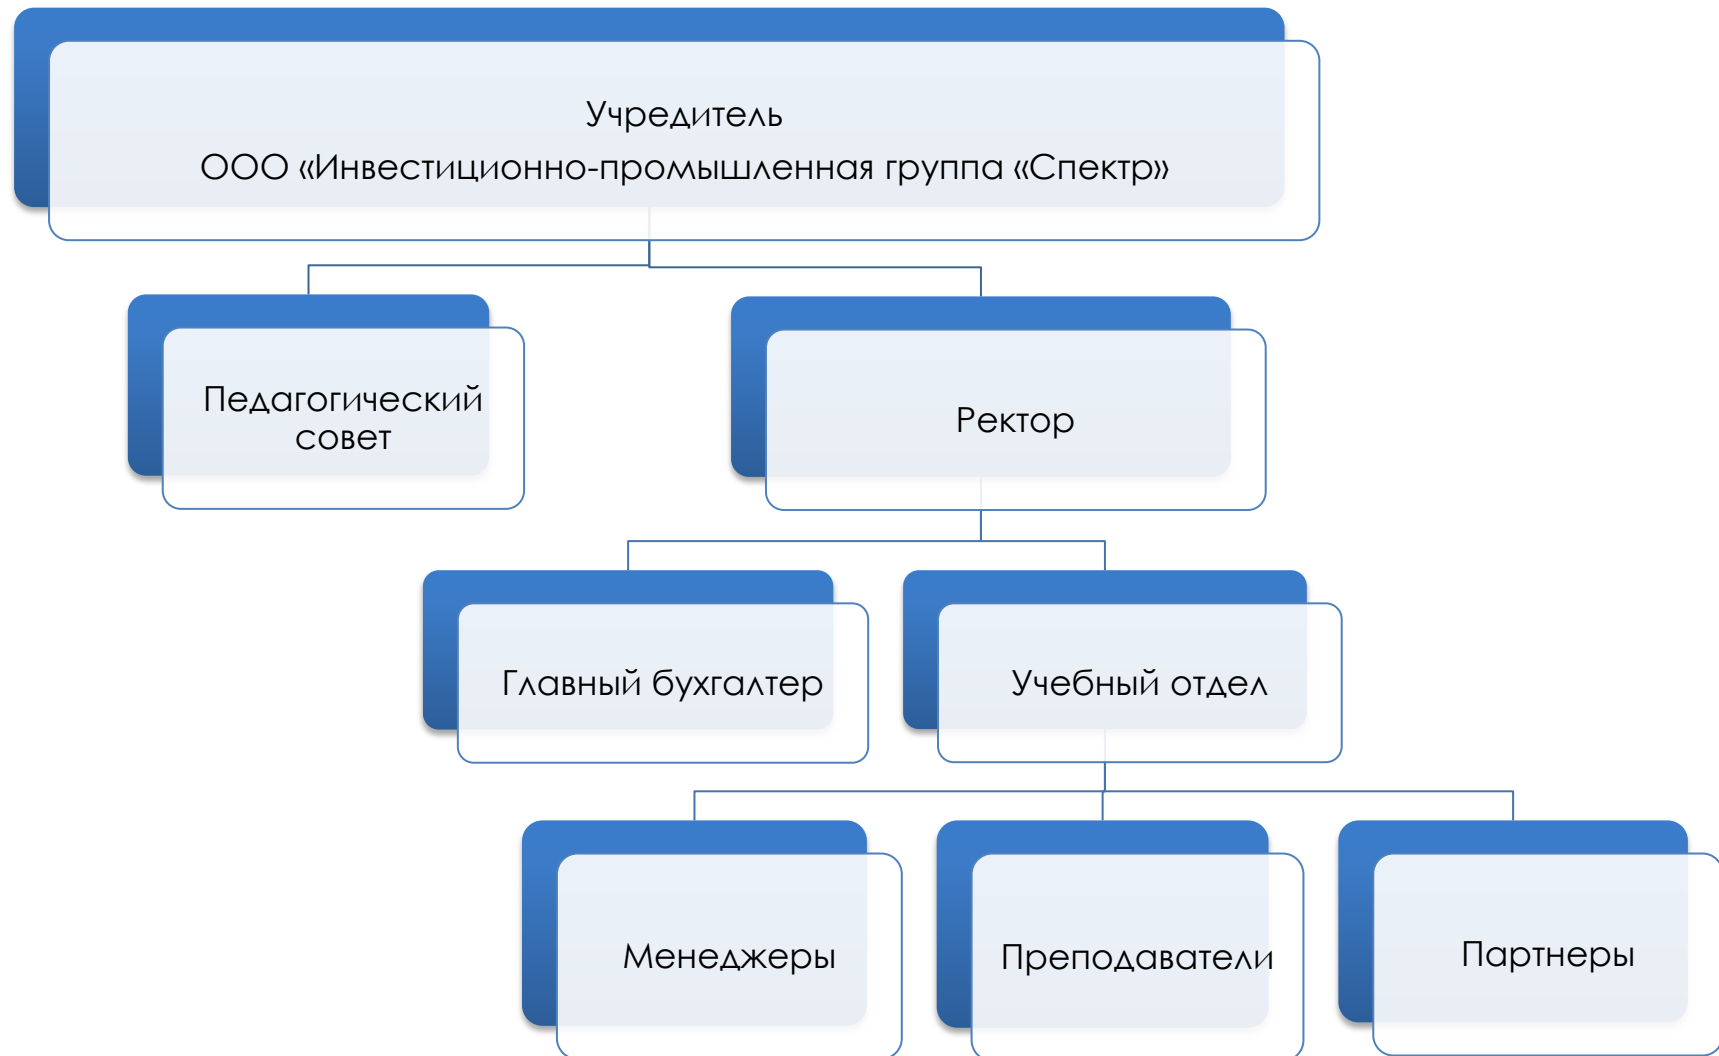 Учредитель
ООО «Инвестиционно-промышленная группа «Спектр»
Педагогический
совет
Ректор
Главный бухгалтер
Учебный отдел
Менеджеры
Преподаватели
Партнеры